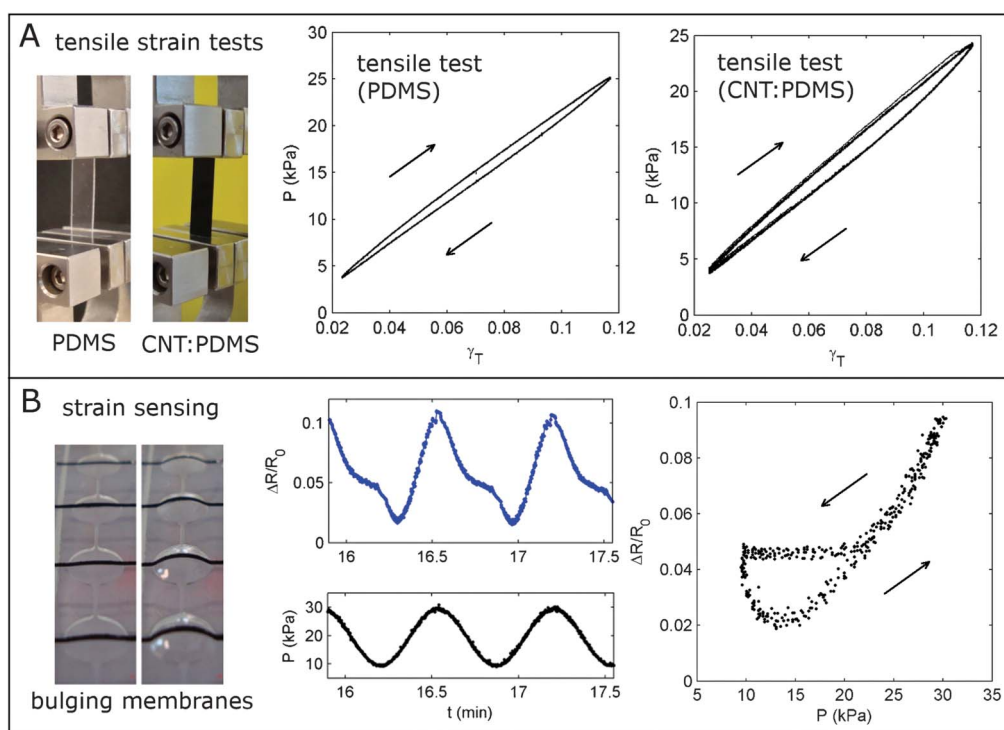 A
tensile strain tests
PDMS
CNT:PDMS
tensile test
(PDMS)
P (kPa)
30
25
20
15
10
5
0
0.02
0.04
0.06
0.08
0.1
0.12
γT
tensile test
(CNT:PDMS)
P (kPa)
25
20
15
10
5
0
0.02
0.04
0.06
0.08
0.1
0.12
γT
B
strain sensing
bulging membranes
ΔR/R0
0.1
0.05
0
16
16.5
17
17.5
P (kPa)
30
20
10
16
16.5
17
17.5
t (min)
ΔR/R0
0.1
0.08
0.06
0.04
0.02
0
5
10
15
20
25
30
35
P (kPa)